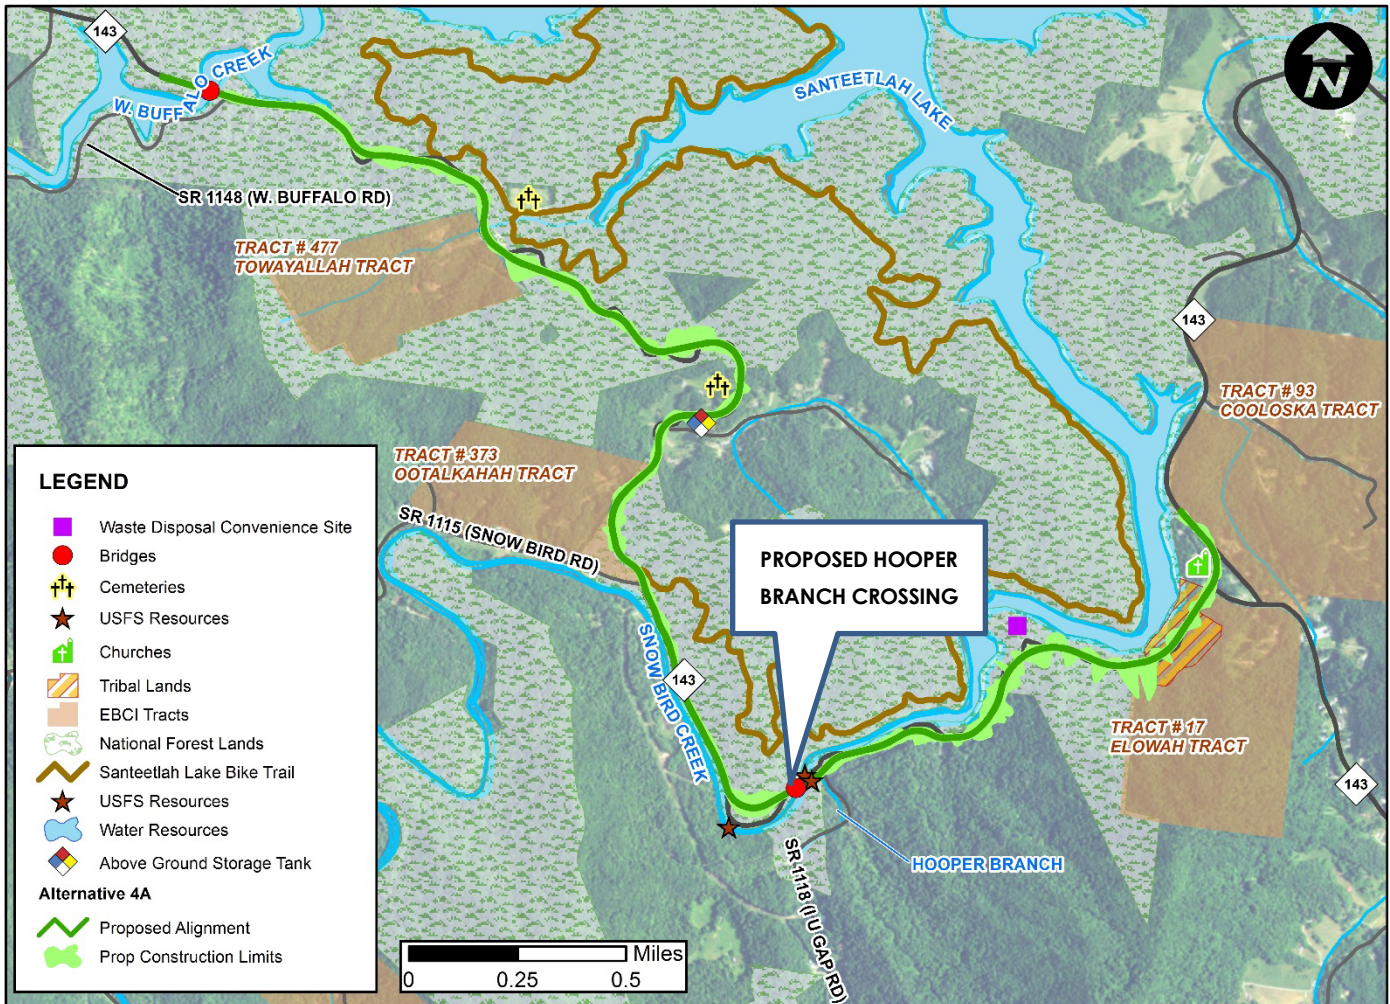 143
W. BUFFALO CREEK
SR 1148 (W. BUFFALO RD)
SANTEETLAH LAKE
N
TRACT # 477
TOWAYALLAH TRACT
143
TRACT # 93
COOLOSKA TRACT
TRACT # 373
OOTALKAHAH TRACT
SR 1115 (SNOW BIRD RD)
PROPOSED HOOPER
BRANCH CROSSING
SNOW BIRD CREEK
143
TRACT # 17
ELOWAH TRACT
143
HOOPER BRANCH
SR 1118 (IU GAP RD)
LEGEND
Waste Disposal Convenience Site
Bridges
Cemeteries
USFS Resources
Churches
Tribal Lands
EBCI Tracts
National Forest Lands
Santeetlah Lake Bike Trail
USFS Resources
Water Resources
Above Ground Storage Tank
Alternative 4A
Proposed Alignment
Prop Construction Limits
Miles
0 0.25 0.5